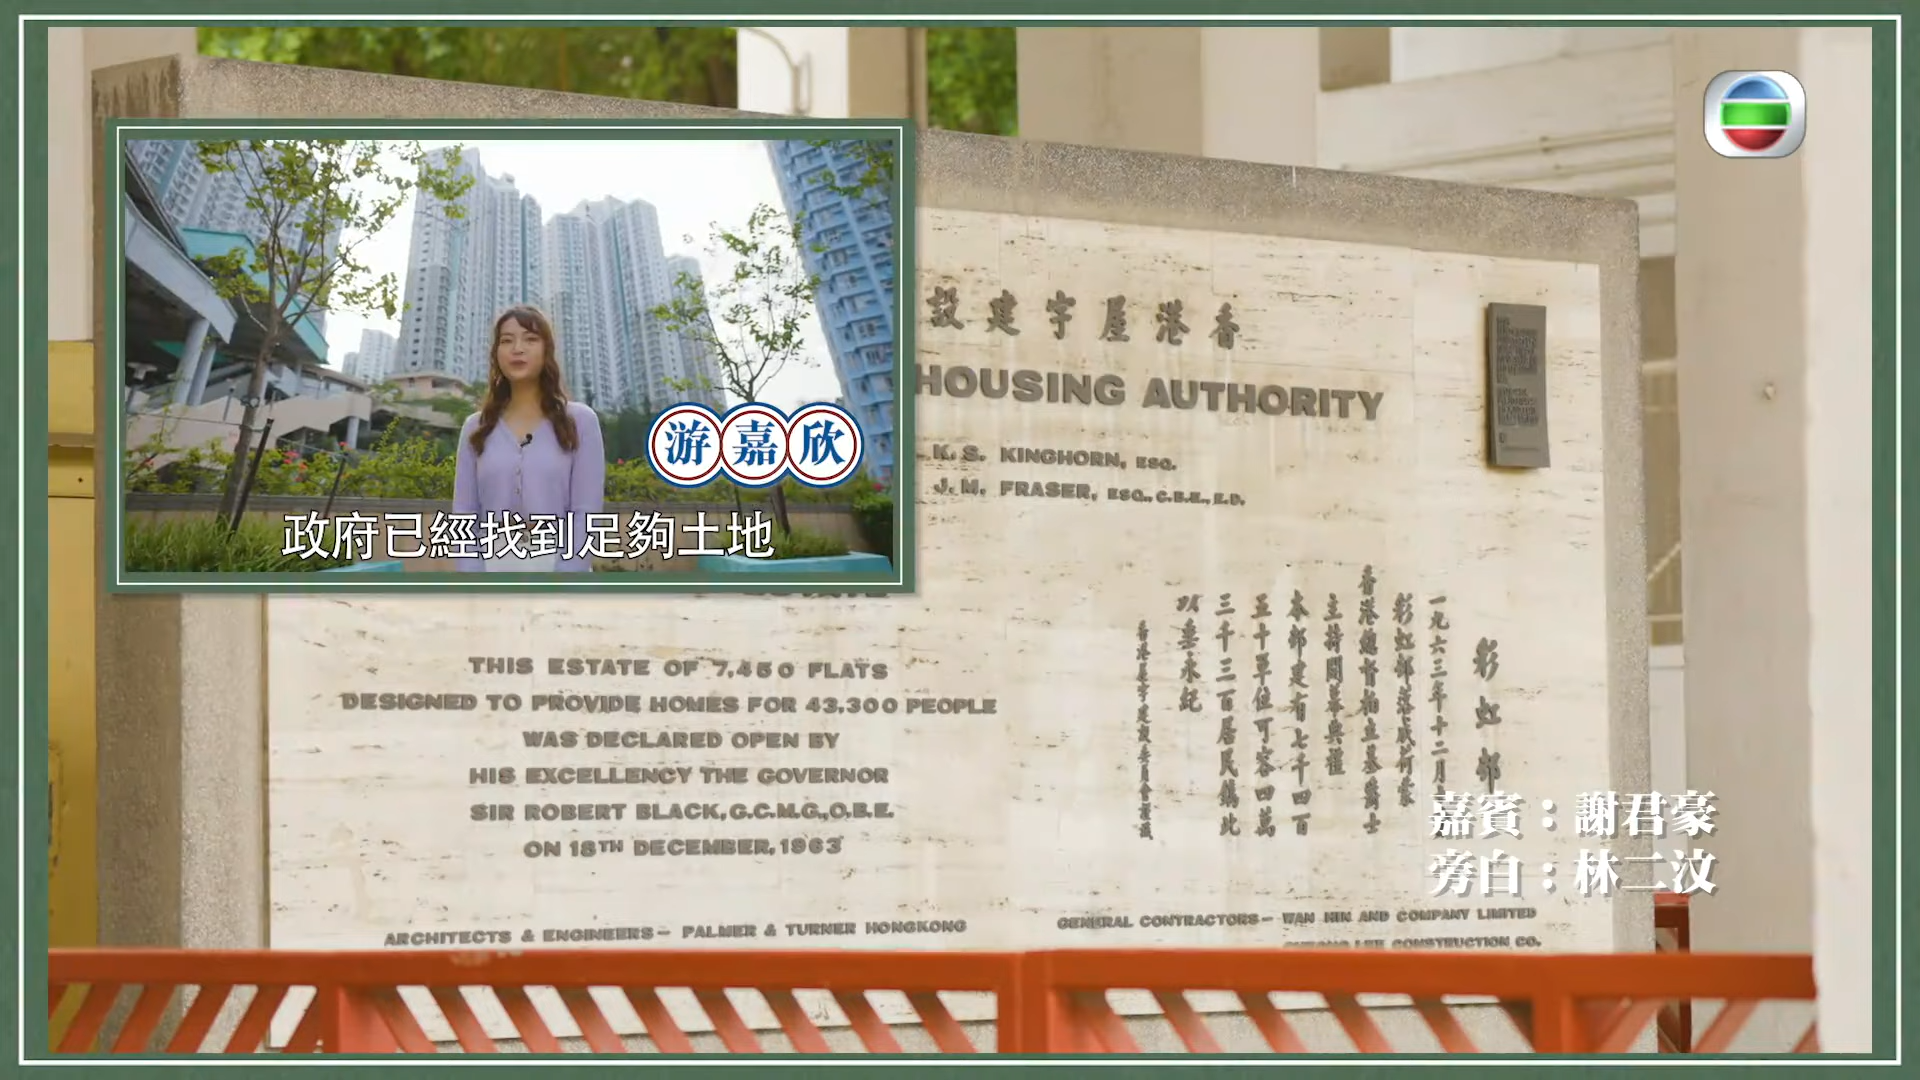 游嘉欣
政府已經找到足夠土地
香港屋宇建設
HOUSING AUTHORITY
K. S. KINGHORN, ESQ.
J. M. FRASER, ESQ., C.B.E., E.D.
THIS ESTATE OF 7,450 FLATS
DESIGNED TO PROVIDE HOMES FOR 43,300 PEOPLE
WAS DECLARED OPEN BY
HIS EXCELLENCY THE GOVERNOR
SIR ROBERT BLACK, G.C.M.G., O.B.E.
ON 18TH DECEMBER, 1963
彩虹邨
一九六三年十二月
彩虹邨落成荷蒙
香港總督柏立基爵士
主持開幕典禮
本邨建有七千四百
五十單位可容四萬
三千三百居民鐫此
以垂永紀
香港屋宇建設委員會謹識
嘉賓：謝君豪
旁白：林二汶
ARCHITECTS & ENGINEERS — PALMER & TURNER HONGKONG
GENERAL CONTRACTORS — WAN HIN AND COMPANY LIMITED
LEE CONSTRUCTION CO.